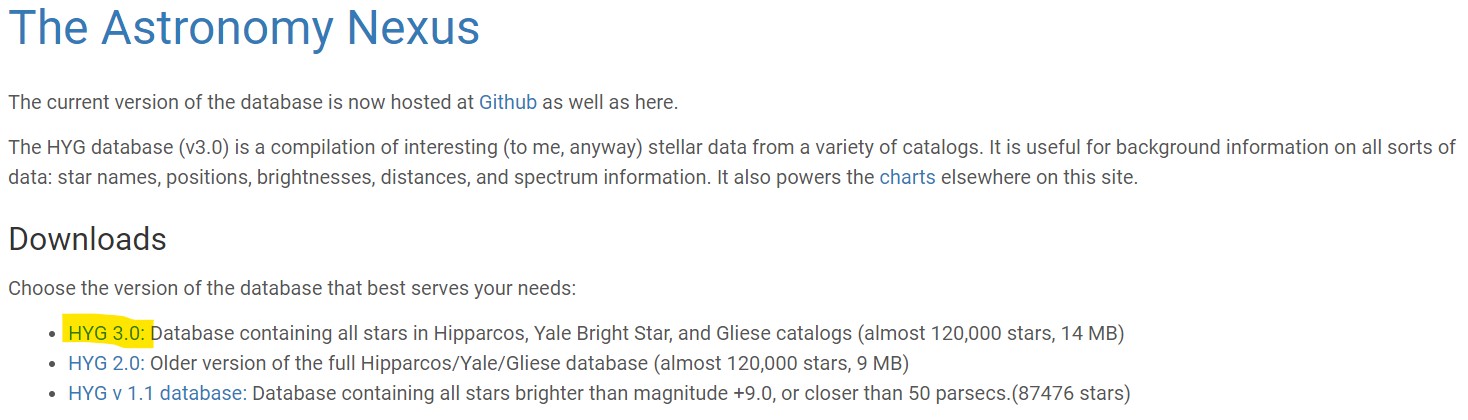 The Astronomy Nexus
The current version of the database is now hosted at Github as well as here.
The HYG database (v3.0) is a compilation of interesting (to me, anyway) stellar data from a variety of catalogs. It is useful for background information on all sorts of
data: star names, positions, brightnesses, distances, and spectrum information. It also powers the charts elsewhere on this site.
Downloads
Choose the version of the database that best serves your needs:
• HYG 3.0: Database containing all stars in Hipparcos, Yale Bright Star, and Gliese catalogs (almost 120,000 stars, 14 MB)
• HYG 2.0: Older version of the full Hipparcos/Yale/Gliese database (almost 120,000 stars, 9 MB)
• HYG v 1.1 database: Database containing all stars brighter than magnitude +9.0, or closer than 50 parsecs.(87476 stars)